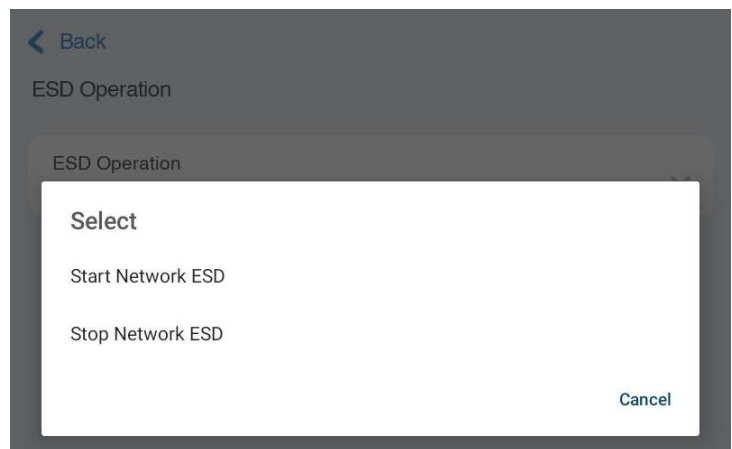 Back
ESD Operation
ESD Operation
Select
Start Network ESD
Stop Network ESD
Cancel